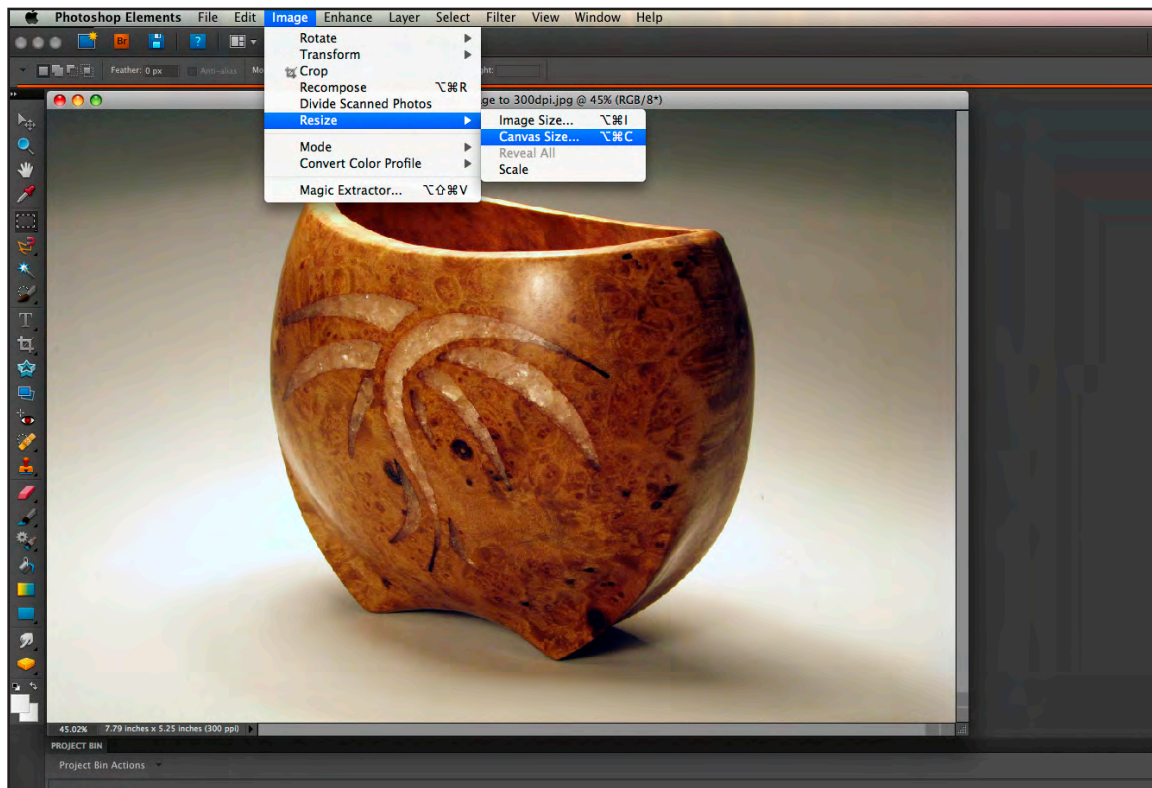 Photoshop Elements File Edit Image Enhance Layer Select Filter View Window Help
Br ?
Feather: 0 px Anti-alias
Rotate
Transform
Crop
Recompose ⌥⌘R
Divide Scanned Photos
Resize
Mode
Convert Color Profile
Magic Extractor... ⌥⇧⌘V
ge to 300dpi.jpg @ 45% (RGB/8*)
Image Size... ⌥⌘I
Canvas Size... ⌥⌘C
Reveal All
Scale
T
45.02% 7.79 inches x 5.25 inches (300 ppi)
PROJECT BIN
Project Bin Actions